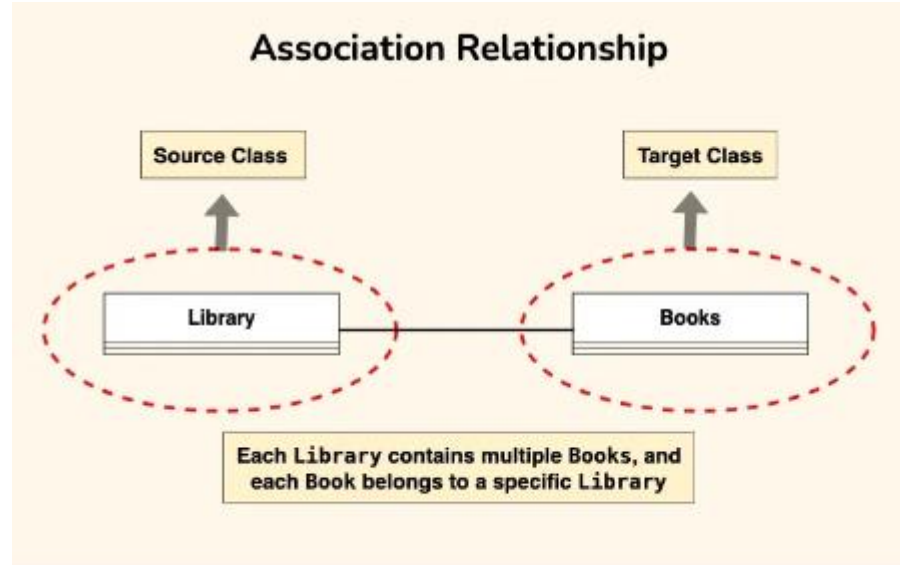 Association Relationship
Source Class
Target Class
Library
Books
Each Library contains multiple Books, and
each Book belongs to a specific Library